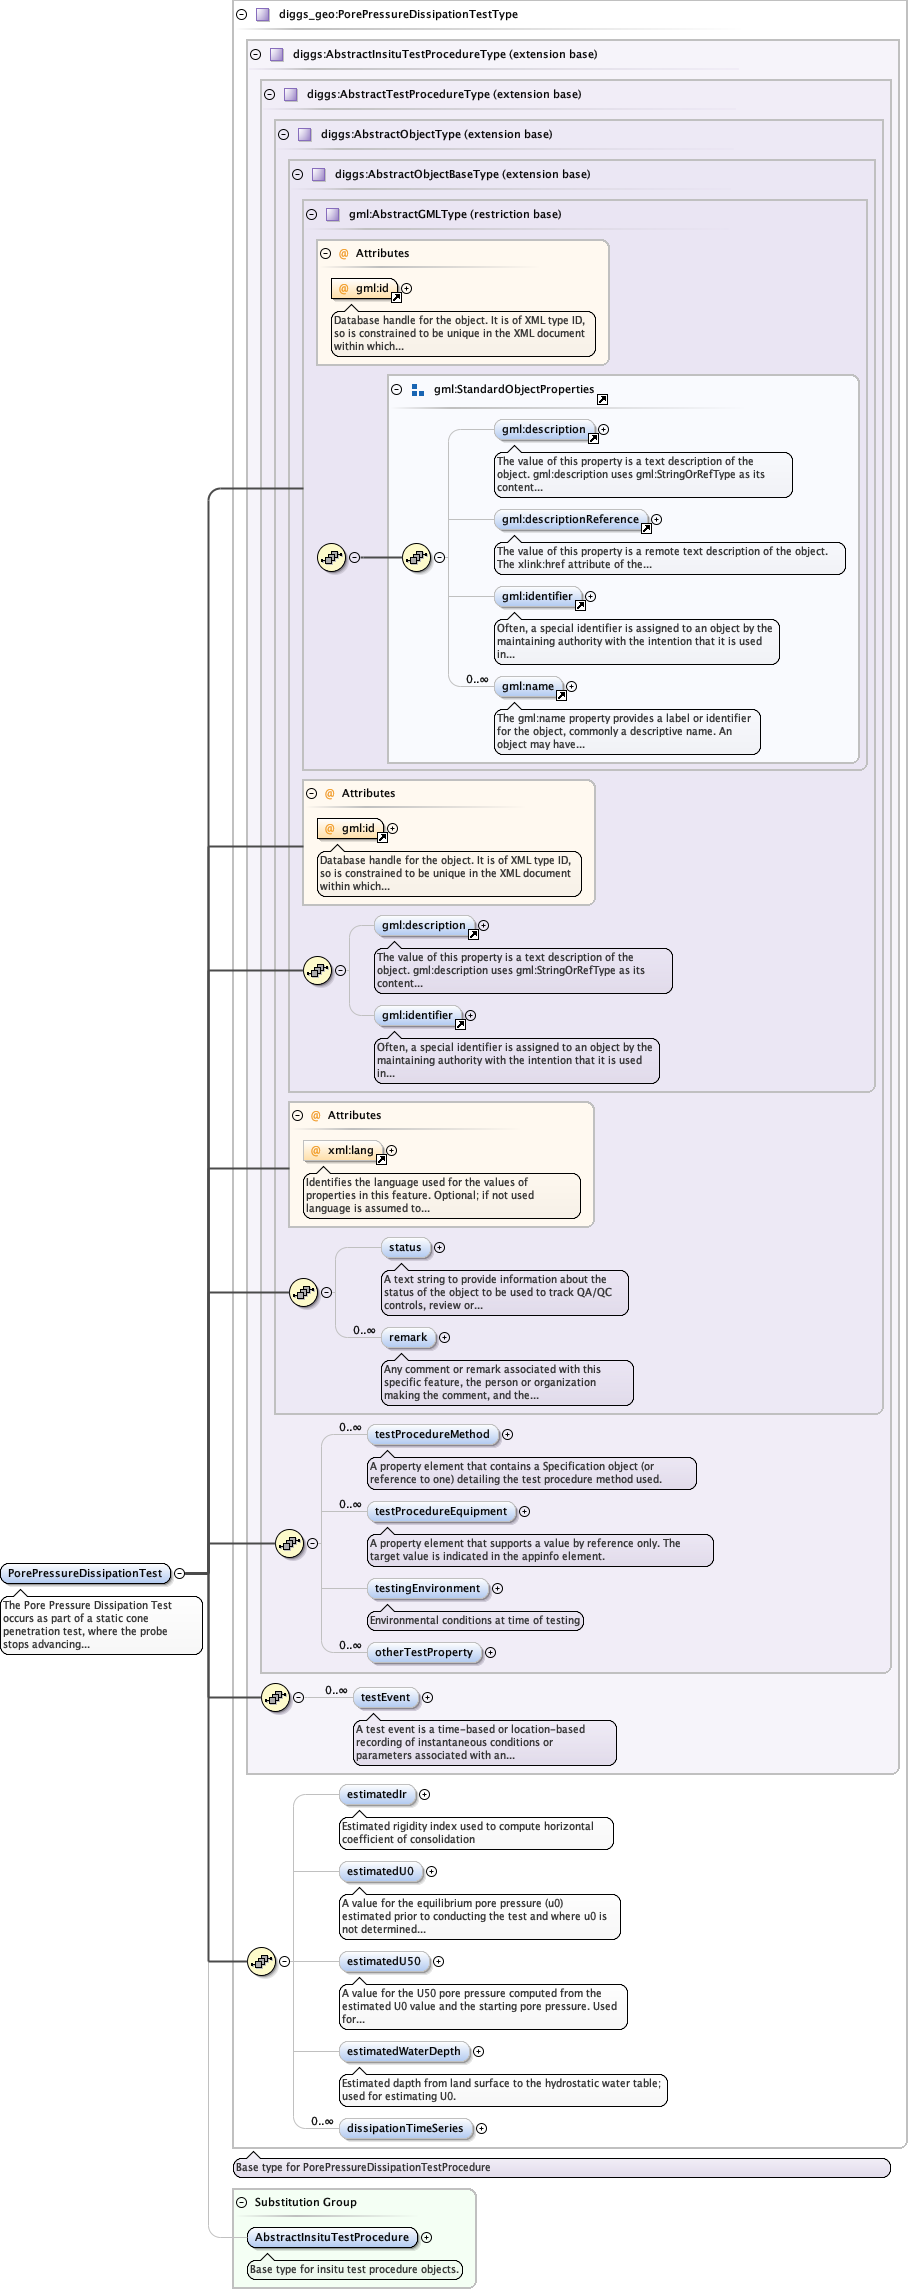 diggs_geo:PorePressureDissipationTestType
diggs:AbstractInsituTestProcedureType (extension base)
diggs:AbstractTestProcedureType (extension base)
diggs:AbstractObjectType (extension base)
diggs:AbstractObjectBaseType (extension base)
gml:AbstractGMLType (restriction base)
@ Attributes
@ gml:id
Database handle for the object. It is of XML type ID,
so is constrained to be unique in the XML document
within which...
gml:StandardObjectProperties
gml:description
The value of this property is a text description of the
object. gml:description uses gml:StringOrRefType as its
content...
gml:descriptionReference
The value of this property is a remote text description of the object.
The xlink:href attribute of the...
gml:identifier
Often, a special identifier is assigned to an object by the
maintaining authority with the intention that it is used
in...
0..∞
gml:name
The gml:name property provides a label or identifier
for the object, commonly a descriptive name. An
object may have...
@ Attributes
@ gml:id
Database handle for the object. It is of XML type ID,
so is constrained to be unique in the XML document
within which...
gml:description
The value of this property is a text description of the
object. gml:description uses gml:StringOrRefType as its
content...
gml:identifier
Often, a special identifier is assigned to an object by the
maintaining authority with the intention that it is used
in...
@ Attributes
@ xml:lang
Identifies the language used for the values of
properties in this feature. Optional; if not used
language is assumed to...
status
A text string to provide information about the
status of the object to be used to track QA/QC
controls, review or...
0..∞
remark
Any comment or remark associated with this
specific feature, the person or organization
making the comment, and the...
0..∞
testProcedureMethod
A property element that contains a Specification object (or
reference to one) detailing the test procedure method used.
0..∞
testProcedureEquipment
A property element that supports a value by reference only. The
target value is indicated in the appinfo element.
testingEnvironment
Environmental conditions at time of testing
0..∞
otherTestProperty
PorePressureDissipationTest
The Pore Pressure Dissipation Test
occurs as part of a static cone
penetration test, where the probe
stops advancing...
0..∞
testEvent
A test event is a time-based or location-based
recording of instantaneous conditions or
parameters associated with an...
estimatedIr
Estimated rigidity index used to compute horizontal
coefficient of consolidation
estimatedU0
A value for the equilibrium pore pressure (u0)
estimated prior to conducting the test and where u0 is
not determined...
estimatedU50
A value for the U50 pore pressure computed from the
estimated U0 value and the starting pore pressure. Used
for...
estimatedWaterDepth
Estimated dapth from land surface to the hydrostatic water table;
used for estimating U0.
0..∞
dissipationTimeSeries
Base type for PorePressureDissipationTestProcedure
Substitution Group
AbstractInsituTestProcedure
Base type for insitu test procedure objects.